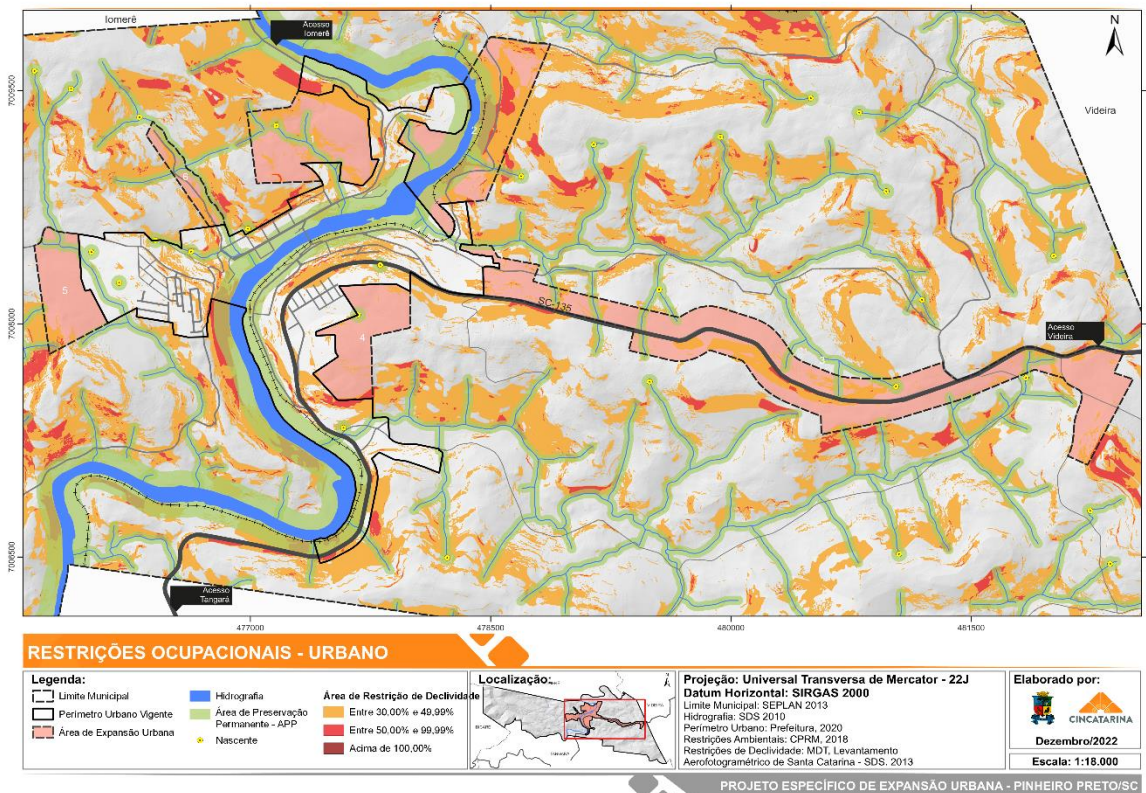 Iomerê
Acesso
Iomerê
N
7009500
Videira
1
2
6
5
7008000
SC-135
4
3
Acesso
Videira
7006500
Acesso
Tangará
477000
478500
480000
481500
RESTRIÇÕES OCUPACIONAIS - URBANO
Legenda:
Limite Municipal
Perímetro Urbano Vigente
Área de Expansão Urbana
Hidrografia
Área de Preservação
Permanente - APP
Nascente
Área de Restrição de Declividade
Entre 30,00% e 49,99%
Entre 50,00% e 99,99%
Acima de 100,00%
Localização:
Projeção: Universal Transversa de Mercator - 22J
Datum Horizontal: SIRGAS 2000
Limite Municipal: SEPLAN 2013
Hidrografia: SDS 2010
Perímetro Urbano: Prefeitura, 2020
Restrições Ambientais: CPRM, 2018
Restrições de Declividade: MDT, Levantamento
Aerofotogramétrico de Santa Catarina - SDS. 2013
Elaborado por:
CINCATARINA
Dezembro/2022
Escala: 1:18.000
PROJETO ESPECÍFICO DE EXPANSÃO URBANA - PINHEIRO PRETO/SC